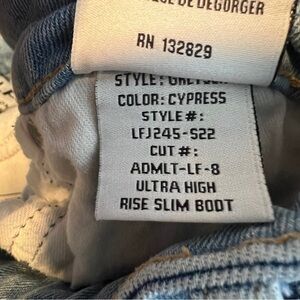 DE DEGORGER
RN 132829
STYLE:
COLOR: CYPRESS
STYLE#:
LFJ245-S22
CUT#:
ADMLT-LF-8
ULTRA HIGH
RISE SLIM BOOT